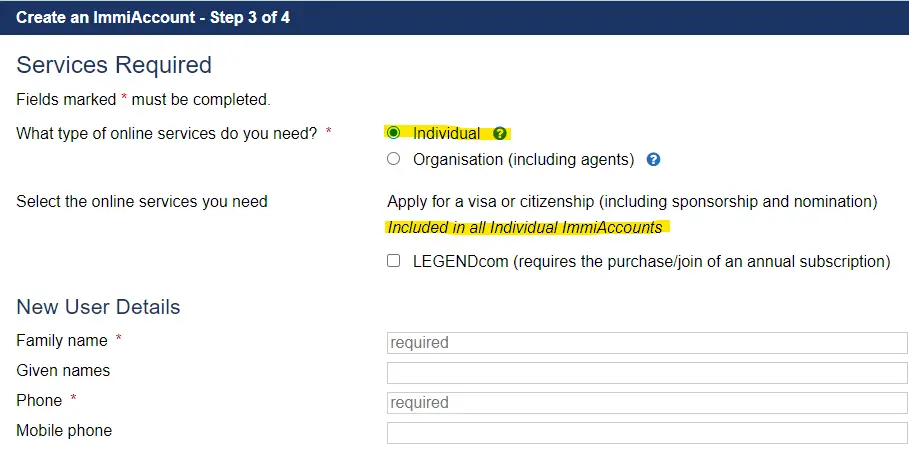 Create an ImmiAccount - Step 3 of 4
Services Required
Fields marked * must be completed.
What type of online services do you need? * Individual ?
Organisation (including agents) ?
Select the online services you need Apply for a visa or citizenship (including sponsorship and nomination)
Included in all Individual ImmiAccounts
LEGENDcom (requires the purchase/join of an annual subscription)
New User Details
Family name * required
Given names
Phone * required
Mobile phone